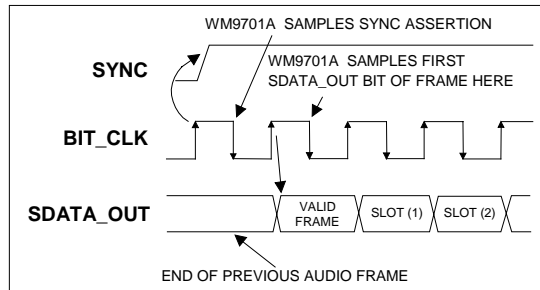 WM9701A SAMPLES SYNC ASSERTION
SYNC
WM9701A SAMPLES FIRST
SDATA_OUT BIT OF FRAME HERE
BIT_CLK
SDATA_OUT
VALID
FRAME
SLOT (1)
SLOT (2)
END OF PREVIOUS AUDIO FRAME